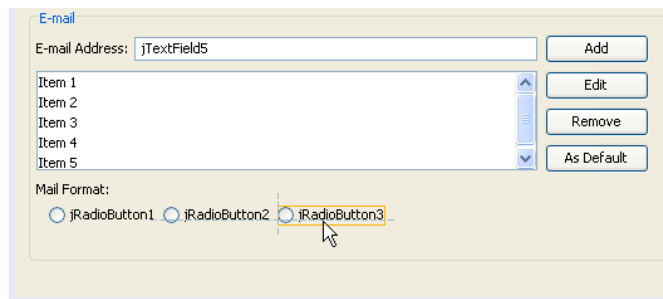 E-mail
E-mail Address: jTextField5 Add
Item 1 Edit
Item 2
Item 3 Remove
Item 4
Item 5 As Default
Mail Format:
jRadioButton1 jRadioButton2 jRadioButton3